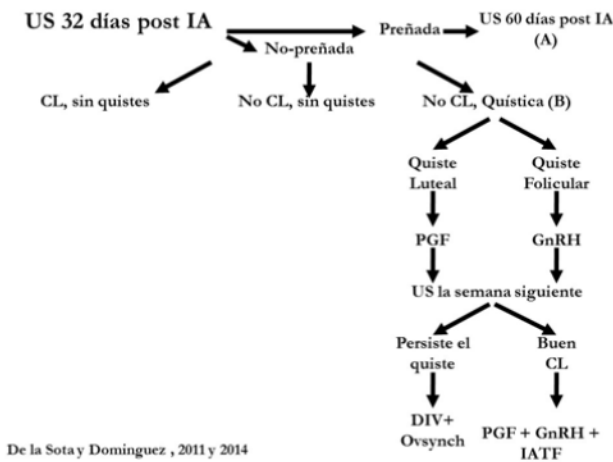 US 32 días post IA
Preñada
US 60 días post IA
(A)
No-preñada
CL, sin quistes
No CL, sin quistes
No CL, Quística (B)
Quiste
Luteal
Quiste
Folicular
PGF
GnRH
US la semana siguiente
Persiste el
quiste
Buen
CL
DIV+
Ovsynch
PGF + GnRH +
IATF
De la Sota y Dominguez , 2011 y 2014